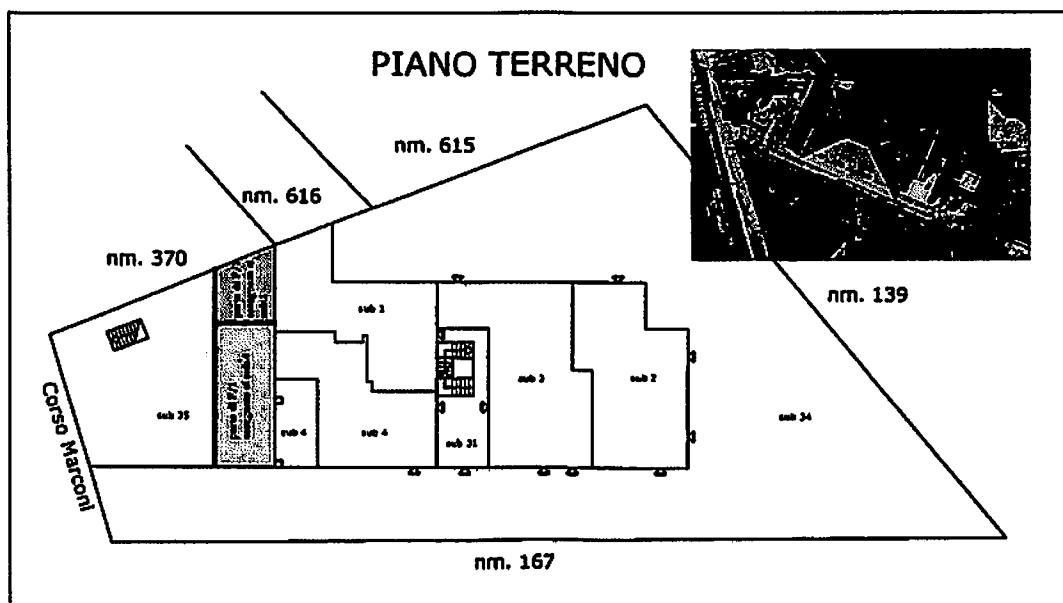 PIANO TERRENO
nm. 615
nm. 616
nm. 370
nm. 139
sub 1
sub 3
sub 2
sub 35
sub 4
sub 4
sub 31
sub 34
Corso Marconi
nm. 167